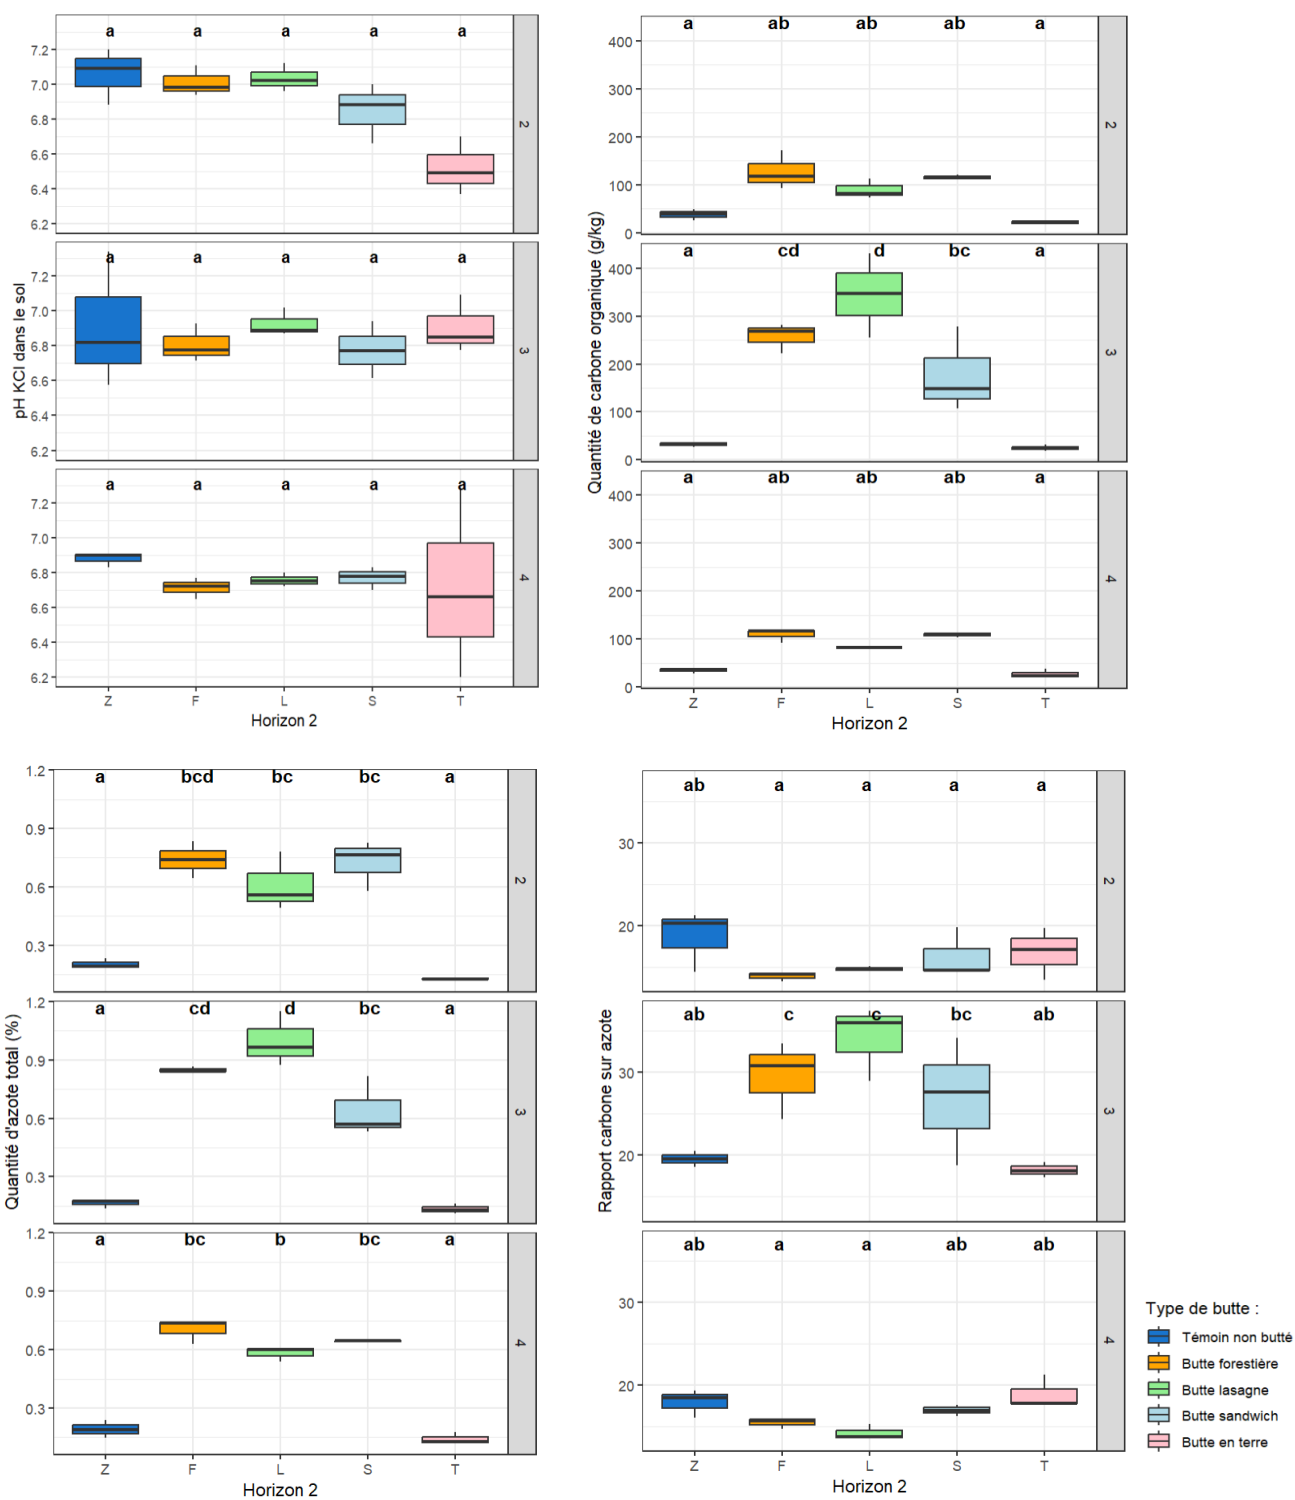 a a a a a
7.2
7.0
6.8
6.6
6.4
6.2
2
a a a a a
7.2
7.0
6.8
6.6
6.4
6.2
3
a a a a a
7.2
7.0
6.8
6.6
6.4
6.2
4
pH KCl dans le sol
Z F L S T
Horizon 2
a ab ab ab a
400
300
200
100
0
2
a cd d bc a
400
300
200
100
0
3
a ab ab ab a
400
300
200
100
0
4
Quantité de carbone organique (g/kg)
Z F L S T
Horizon 2
a bcd bc bc a
1.2
0.9
0.6
0.3
2
a cd d bc a
1.2
0.9
0.6
0.3
3
a bc b bc a
1.2
0.9
0.6
0.3
4
Quantité d'azote total (%)
Z F L S T
Horizon 2
ab a a a a
30
20
2
ab c c bc ab
30
20
3
ab a a ab ab
30
20
4
Rapport carbone sur azote
Z F L S T
Horizon 2
Type de butte :
Témoin non butté
Butte forestière
Butte lasagne
Butte sandwich
Butte en terre